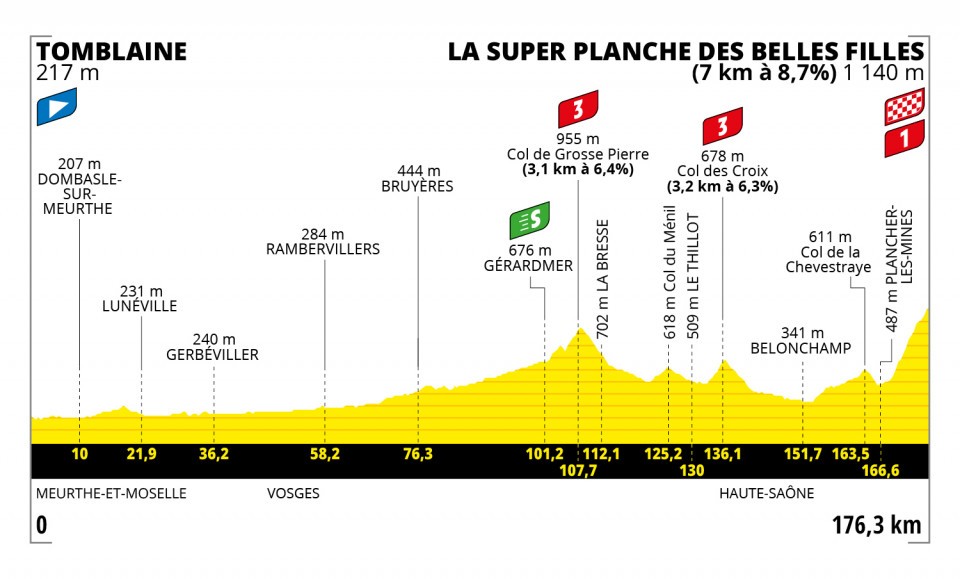 TOMBLAINE
217 m
LA SUPER PLANCHE DES BELLES FILLES
(7 km à 8,7%) 1 140 m
1
3
955 m
Col de Grosse Pierre
(3,1 km à 6,4%)
3
678 m
Col des Croix
(3,2 km à 6,3%)
207 m
DOMBASLE-
SUR-
MEURTHE
444 m
BRUYÈRES
S
676 m
GÉRARDMER
284 m
RAMBERVILLERS
231 m
LUNÉVILLE
240 m
GERBÉVILLER
702 m LA BRESSE
618 m Col du Ménil
509 m LE THILLOT
611 m
Col de la
Chevestraye
487 m PLANCHER-
LES-MINES
341 m
BELONCHAMP
10 21,9 36,2 58,2 76,3 101,2 112,1 125,2 136,1 151,7 163,5
107,7 130 166,6
MEURTHE-ET-MOSELLE VOSGES HAUTE-SAÔNE
0 176,3 km